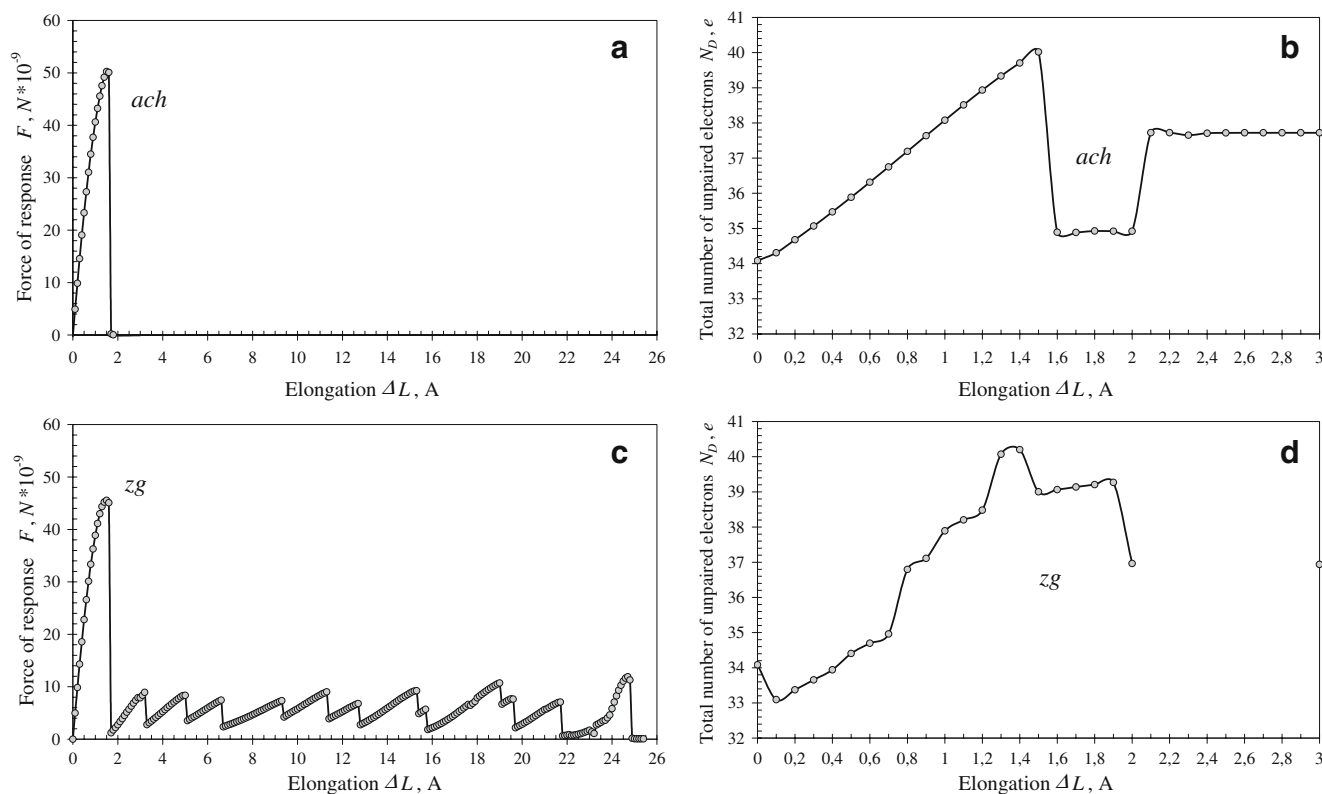 a
60
50
40
30
20
10
0
Force of response F, N*10-9
ach
0 2 4 6 8 10 12 14 16 18 20 22 24 26
Elongation ΔL, A
b
41
40
39
38
37
36
35
34
33
32
Total number of unpaired electrons N_D, e
ach
0 0,2 0,4 0,6 0,8 1 1,2 1,4 1,6 1,8 2 2,2 2,4 2,6 2,8 3
Elongation ΔL, A
c
60
50
40
30
20
10
0
Force of response F, N*10-9
zg
0 2 4 6 8 10 12 14 16 18 20 22 24 26
Elongation ΔL, A
d
41
40
39
38
37
36
35
34
33
32
Total number of unpaired electrons N_D, e
zg
0 0,2 0,4 0,6 0,8 1 1,2 1,4 1,6 1,8 2 2,2 2,4 2,6 2,8 3
Elongation ΔL, A